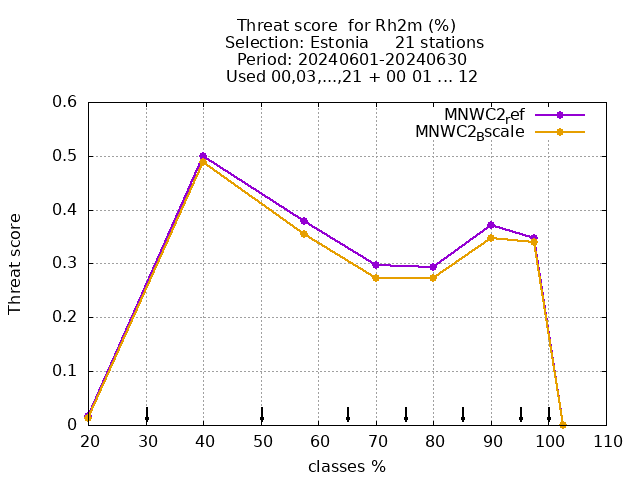 Threat score  for Rh2m (%)
Selection: Estonia     21 stations
Period: 20240601-20240630
Used 00,03,...,21 + 00 01 ... 12
MNWC2ref
MNWC2Bscale
Threat score
0.6
0.5
0.4
0.3
0.2
0.1
0
20 30 40 50 60 70 80 90 100 110
classes %